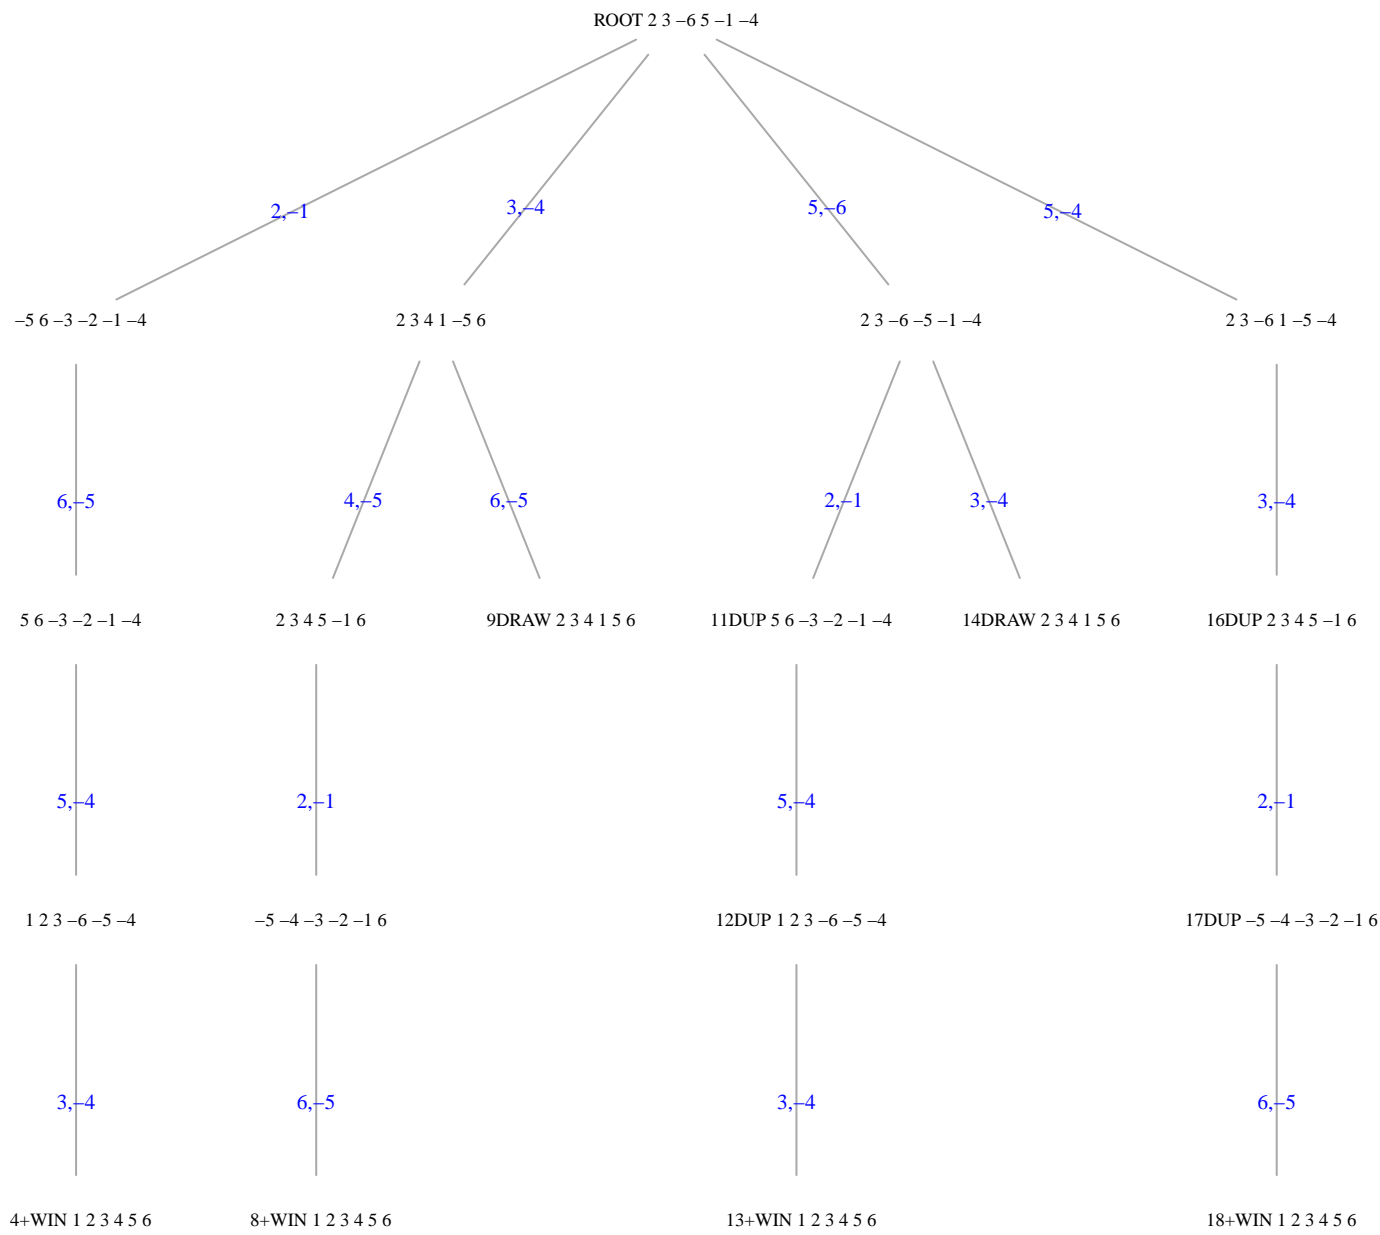 ROOT 2 3 –6 5 –1 –4
2,–1
3,–4
5,–6
5,–4
–5 6 –3 –2 –1 –4
2 3 4 1 –5 6
2 3 –6 –5 –1 –4
2 3 –6 1 –5 –4
6,–5
4,–5
6,–5
2,–1
3,–4
3,–4
5 6 –3 –2 –1 –4
2 3 4 5 –1 6
9DRAW 2 3 4 1 5 6
11DUP 5 6 –3 –2 –1 –4
14DRAW 2 3 4 1 5 6
16DUP 2 3 4 5 –1 6
5,–4
2,–1
5,–4
2,–1
1 2 3 –6 –5 –4
–5 –4 –3 –2 –1 6
12DUP 1 2 3 –6 –5 –4
17DUP –5 –4 –3 –2 –1 6
3,–4
6,–5
3,–4
6,–5
4+WIN 1 2 3 4 5 6
8+WIN 1 2 3 4 5 6
13+WIN 1 2 3 4 5 6
18+WIN 1 2 3 4 5 6